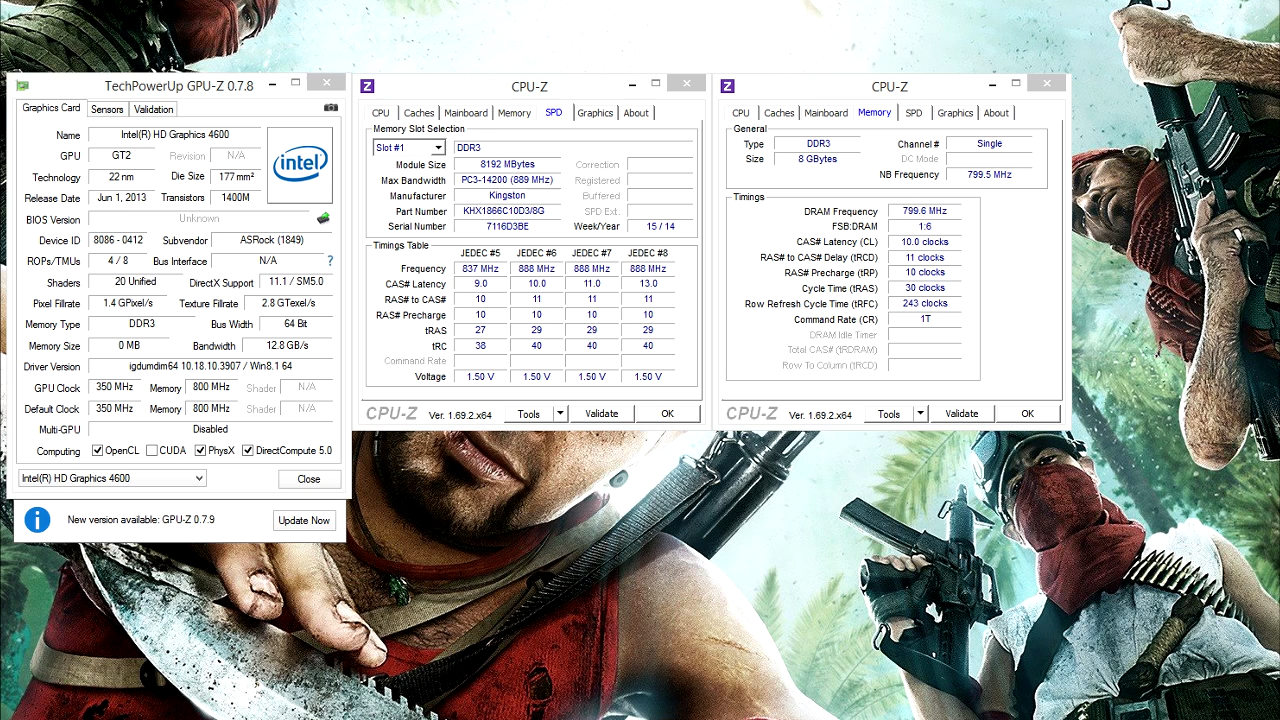 TechPowerUp GPU-Z 0.7.8
Graphics Card Sensors Validation
Name Intel(R) HD Graphics 4600
intel
GPU GT2 Revision N/A
Technology 22 nm Die Size 177 mm²
Release Date Jun 1, 2013 Transistors 1400M
BIOS Version Unknown
Device ID 8086 - 0412 Subvendor ASRock (1849)
ROPs/TMUs 4 / 8 Bus Interface N/A ?
Shaders 20 Unified DirectX Support 11.1 / SM5.0
Pixel Fillrate 1.4 GPixel/s Texture Fillrate 2.8 GTexel/s
Memory Type DDR3 Bus Width 64 Bit
Memory Size 0 MB Bandwidth 12.8 GB/s
Driver Version igdumdim64 10.18.10.3907 / Win8.1 64
GPU Clock 350 MHz Memory 800 MHz Shader N/A
Default Clock 350 MHz Memory 800 MHz Shader N/A
Multi-GPU Disabled
Computing OpenCL CUDA PhysX DirectCompute 5.0
Intel(R) HD Graphics 4600 Close
New version available: GPU-Z 0.7.9 Update Now
Z CPU-Z
CPU Caches Mainboard Memory SPD Graphics About
Memory Slot Selection
Slot #1 DDR3
Module Size 8192 MBytes Correction
Max Bandwidth PC3-14200 (889 MHz) Registered
Manufacturer Kingston Buffered
Part Number KHX1866C10D3/8G SPD Ext.
Serial Number 7116D3BE Week/Year 15 / 14
Timings Table
JEDEC #5 JEDEC #6 JEDEC #7 JEDEC #8
Frequency 837 MHz 888 MHz 888 MHz 888 MHz
CAS# Latency 9.0 10.0 11.0 13.0
RAS# to CAS# 10 11 11 11
RAS# Precharge 10 10 10 10
tRAS 27 29 29 29
tRC 38 40 40 40
Command Rate
Voltage 1.50 V 1.50 V 1.50 V 1.50 V
CPU-Z Ver. 1.69.2.x64 Tools Validate OK
Z CPU-Z
CPU Caches Mainboard Memory SPD Graphics About
General
Type DDR3 Channel # Single
Size 8 GBytes DC Mode
NB Frequency 799.5 MHz
Timings
DRAM Frequency 799.6 MHz
FSB:DRAM 1:6
CAS# Latency (CL) 10.0 clocks
RAS# to CAS# Delay (tRCD) 11 clocks
RAS# Precharge (tRP) 10 clocks
Cycle Time (tRAS) 30 clocks
Row Refresh Cycle Time (tRFC) 243 clocks
Command Rate (CR) 1T
DRAM Idle Timer
Total CAS# (tRDRAM)
Row To Column (tRCD)
CPU-Z Ver. 1.69.2.x64 Tools Validate OK